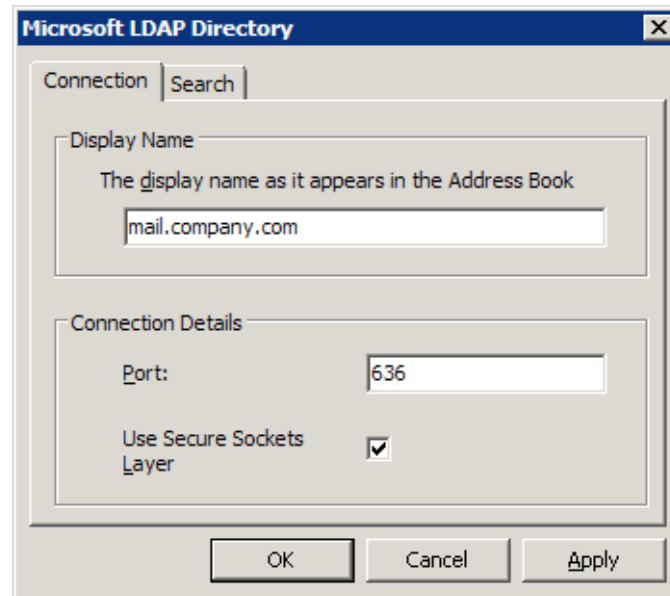 Microsoft LDAP Directory
Connection
Search
Display Name
The display name as it appears in the Address Book
mail.company.com
Connection Details
Port:
636
Use Secure Sockets
Layer
OK
Cancel
Apply